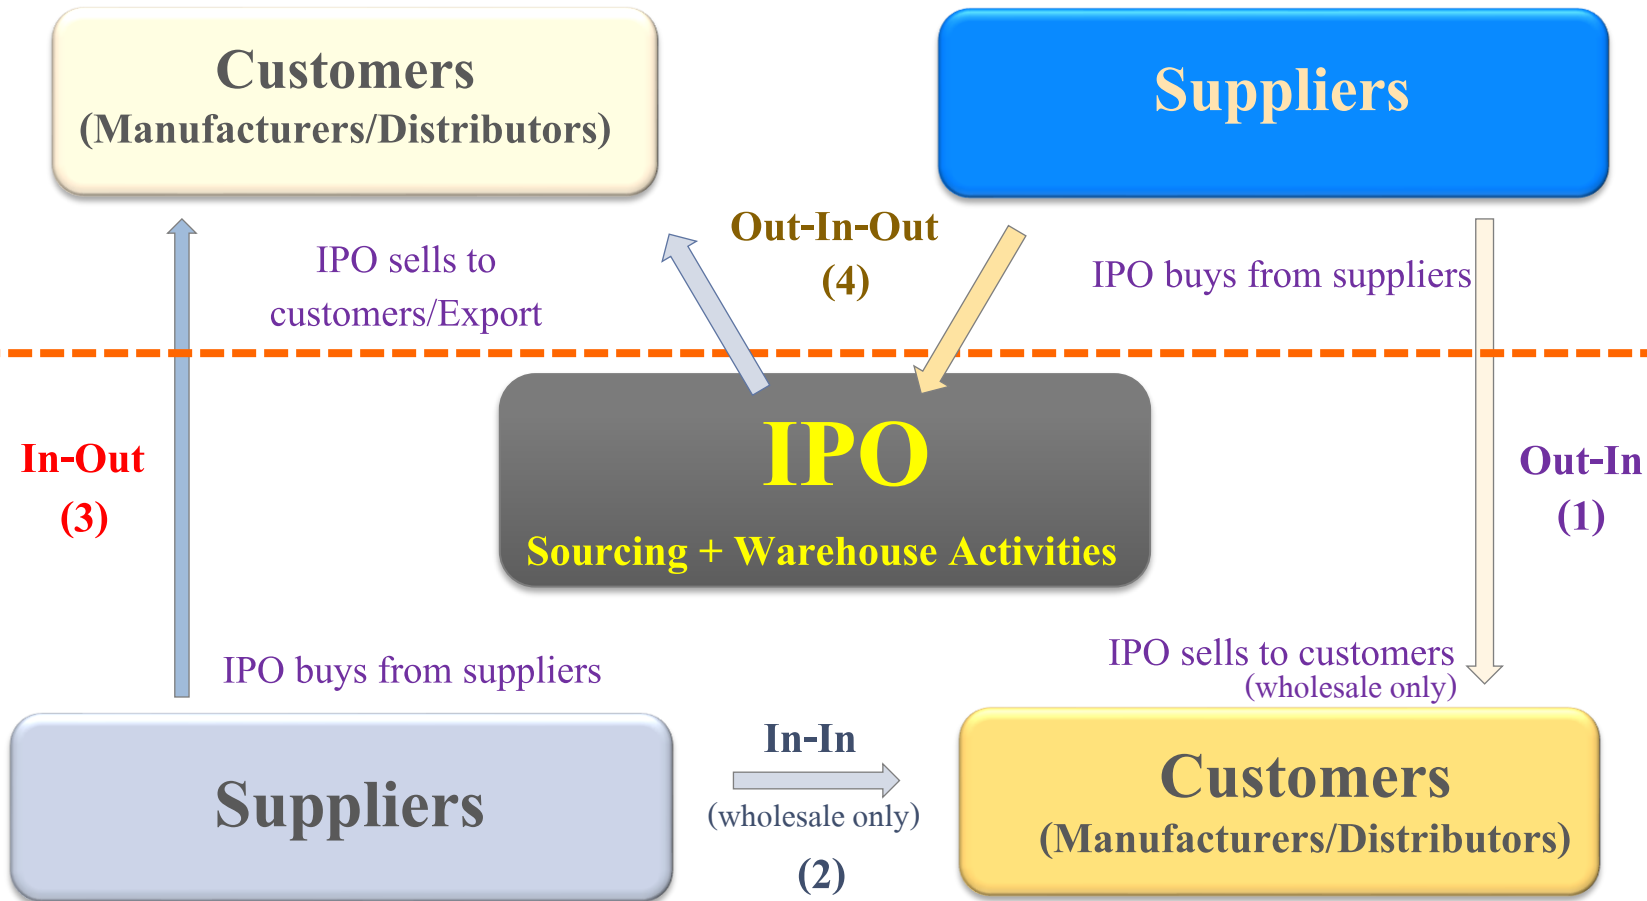 Customers
(Manufacturers/Distributors)
Suppliers
Out-In-Out
(4)
IPO sells to
customers/Export
IPO buys from suppliers
In-Out
(3)
IPO
Sourcing + Warehouse Activities
Out-In
(1)
IPO buys from suppliers
IPO sells to customers
(wholesale only)
Suppliers
In-In
(wholesale only)
(2)
Customers
(Manufacturers/Distributors)